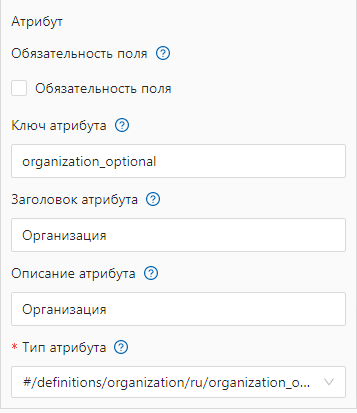 Атрибут
Обязательность поля
Обязательность поля
Ключ атрибута
organization_optional
Заголовок атрибута
Организация
Описание атрибута
Организация
* Тип атрибута
#/definitions/organization/ru/organization_o...